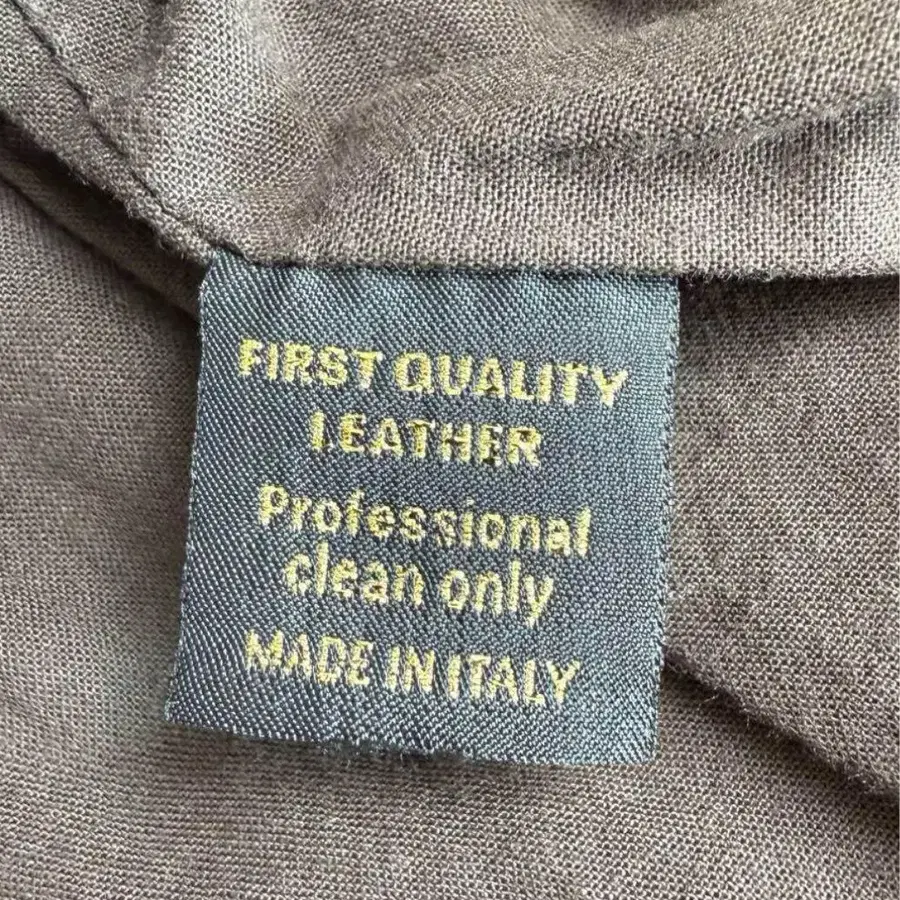 FIRST QUALITY
LEATHER
Professional
clean only
MADE IN ITALY